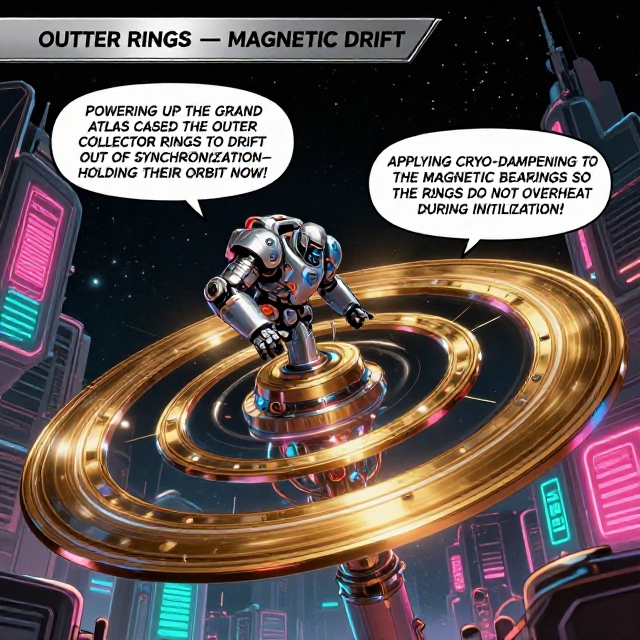 OUTTER RINGS — MAGNETIC DRIFT
POWERING UP THE GRAND
ATLAS CASED THE OUTER
COLLECTOR RINGS TO DRIFT
OUT OF SYNCHRONIZATION—
HOLDING THEIR ORBIT NOW!
APPLYING CRYO-DAMPENING TO
THE MAGNETIC BEARINGS SO
THE RINGS DO NOT OVERHEAT
DURING INITILIZATION!